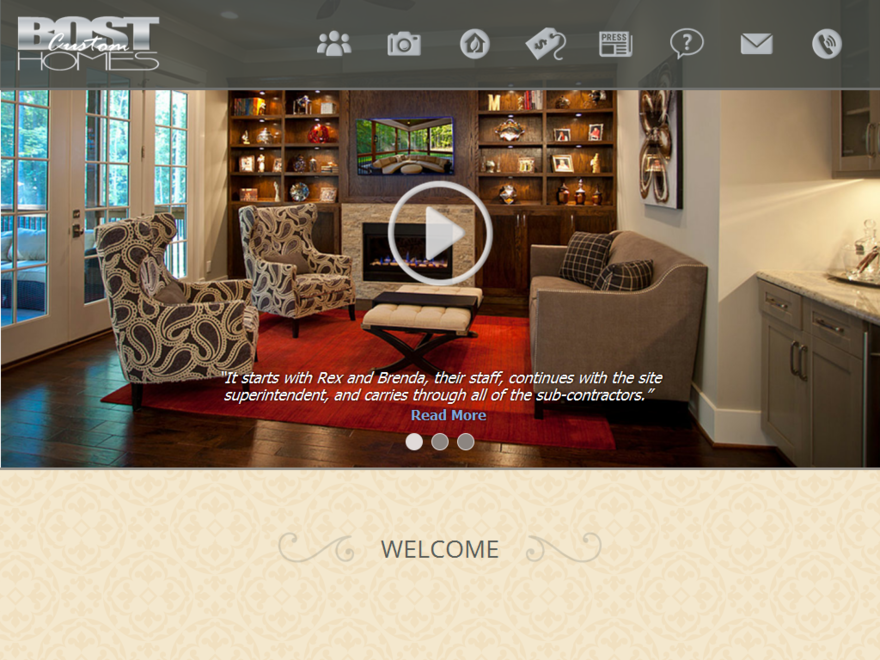 BOST
Custom
HOMES
$
PRESS
?
M
"It starts with Rex and Brenda, their staff, continues with the site
superintendent, and carries through all of the sub-contractors."
Read More
WELCOME